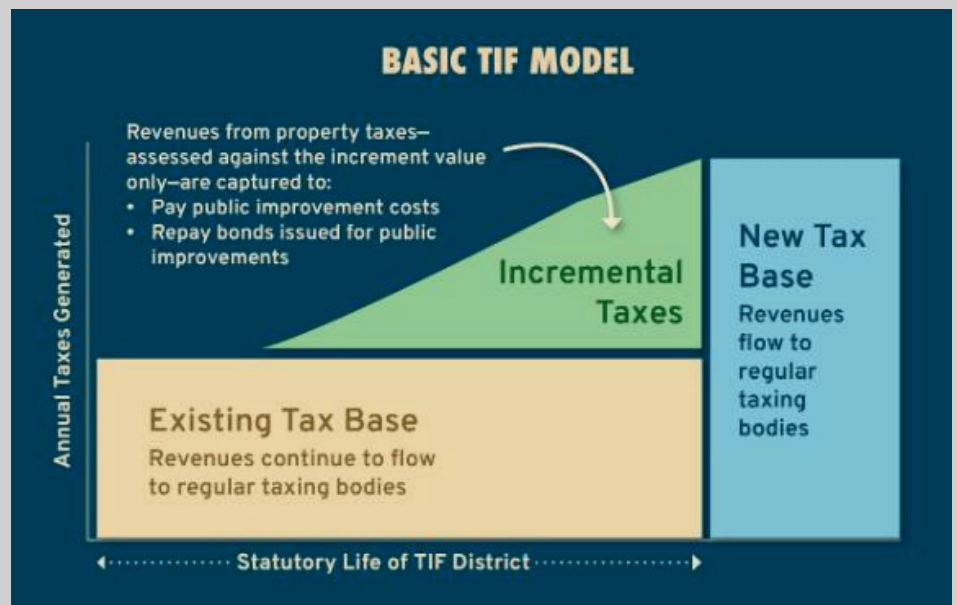 BASIC TIF MODEL
Revenues from property taxes—
assessed against the increment value
only—are captured to:
• Pay public improvement costs
• Repay bonds issued for public
improvements
Annual Taxes Generated
Incremental
Taxes
New Tax
Base
Revenues
flow to
regular
taxing
bodies
Existing Tax Base
Revenues continue to flow
to regular taxing bodies
Statutory Life of TIF District